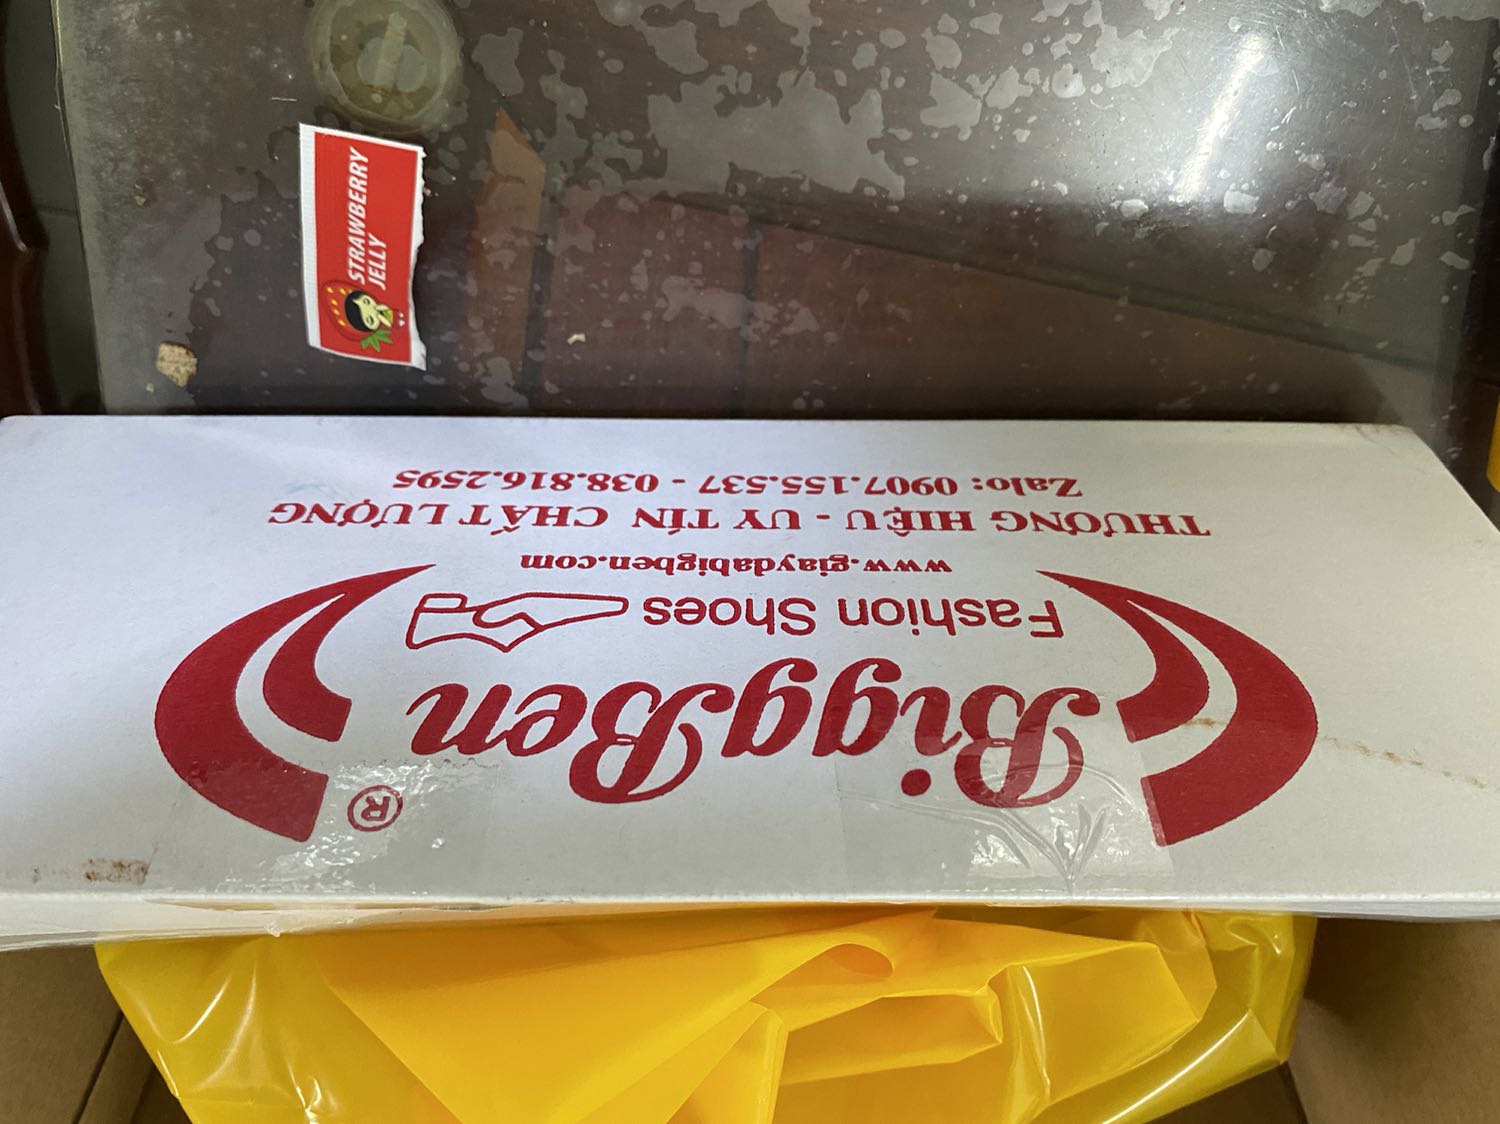 BiggBen ®
Fashion Shoes
www.giaydabigben.com
THƯƠNG HIỆU - UY TÍN CHẤT LƯỢNG
Zalo: 0907.155.537 - 038.816.2595
STRAWBERRY
JELLY